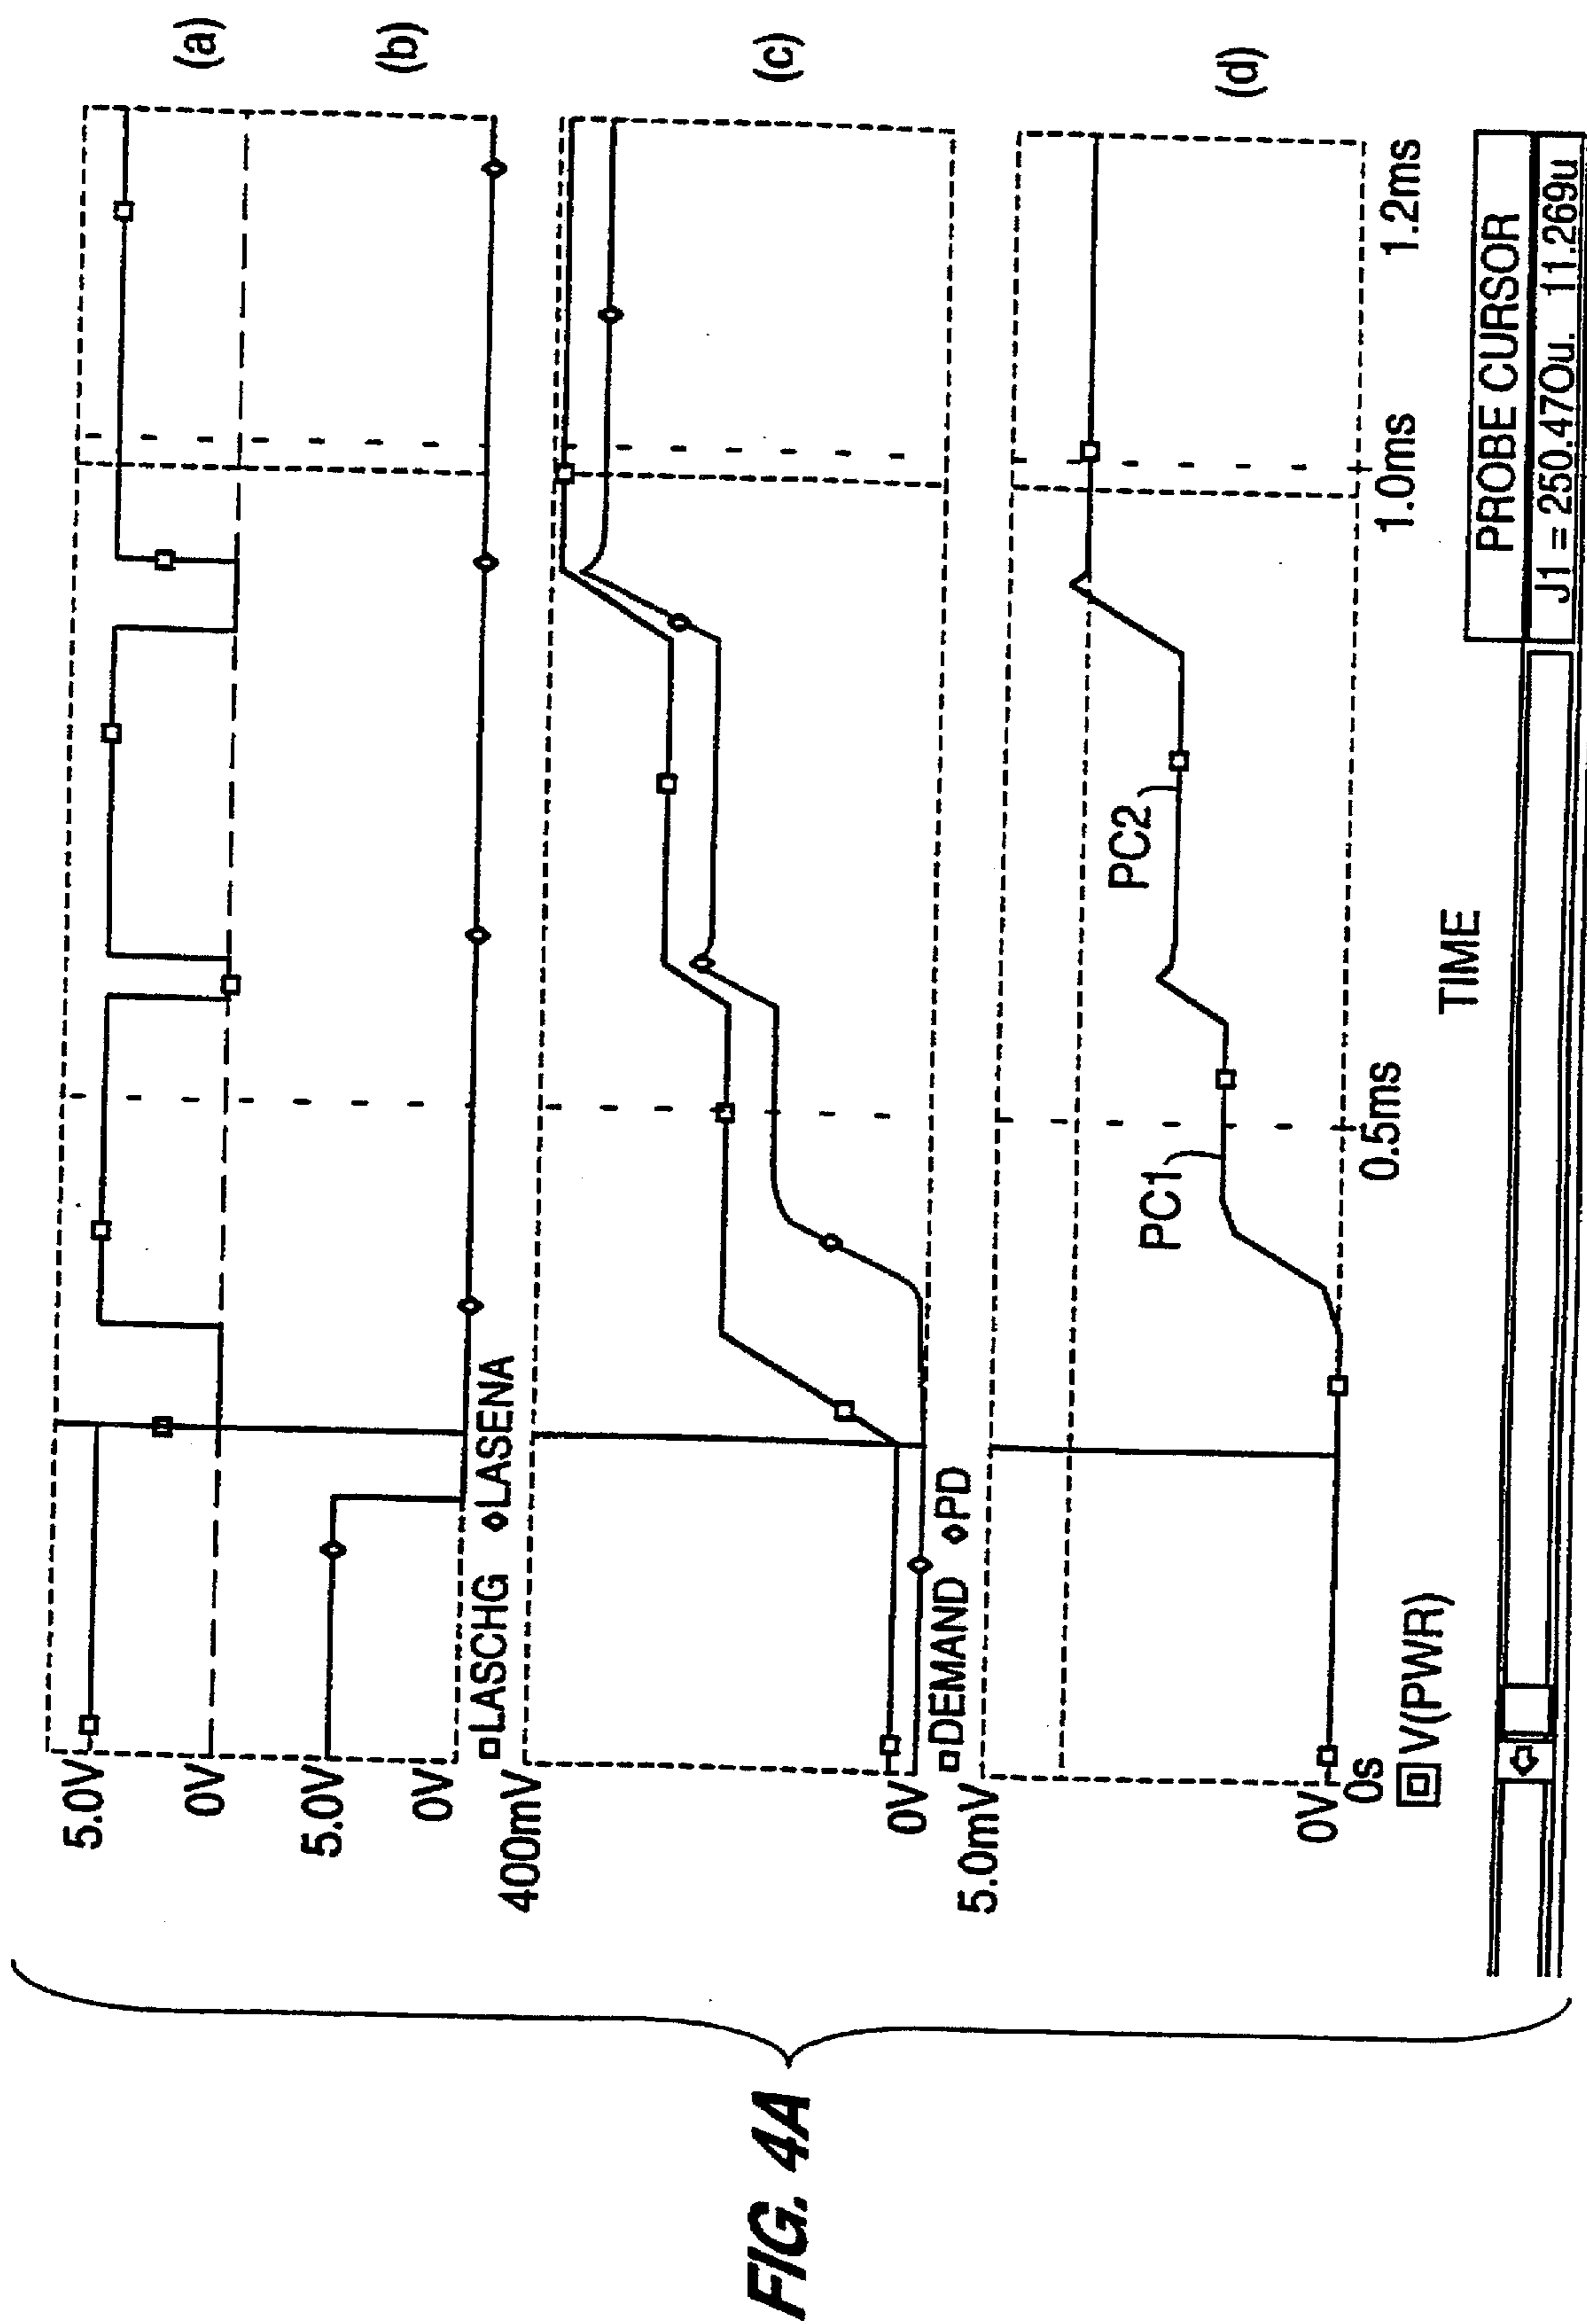 5.0V
(a)
0V
5.0V
(b)
0V
LASCHG LASENA
400mV
(c)
0V
DEMAND PD
5.0mV
(d)
PC1
PC2
0V
0s
0.5ms
1.0ms
1.2ms
V(PWR)
TIME
PROBE CURSOR
J1 = 250.470u. 11.269u
FIG. 4A